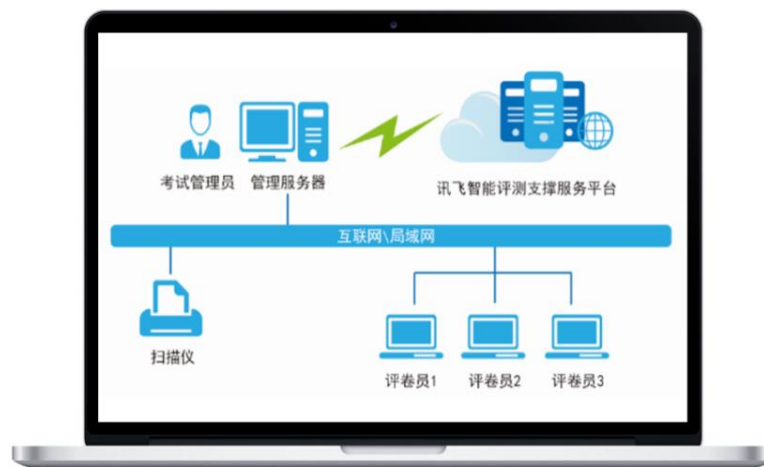 考试管理员 管理服务器
讯飞智能评测支撑服务平台
互联网\局域网
扫描仪
评卷员1 评卷员2 评卷员3